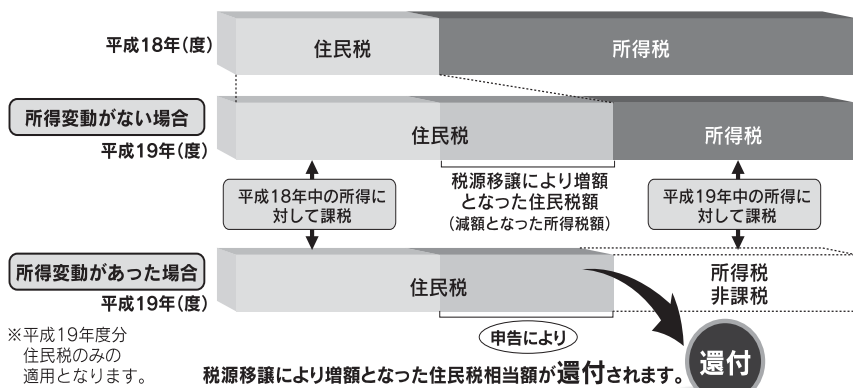 平成18年（度）
住民税
所得税
所得変動がない場合
平成19年（度）
住民税
所得税
平成18年中の所得に
対して課税
税源移譲により増額
となった住民税額
（減額となった所得税額）
平成19年中の所得に
対して課税
所得変動があった場合
平成19年（度）
住民税
所得税
非課税
※平成19年度分
住民税のみの
適用となります。
申告により
税源移譲により増額となった住民税相当額が還付されます。
還付